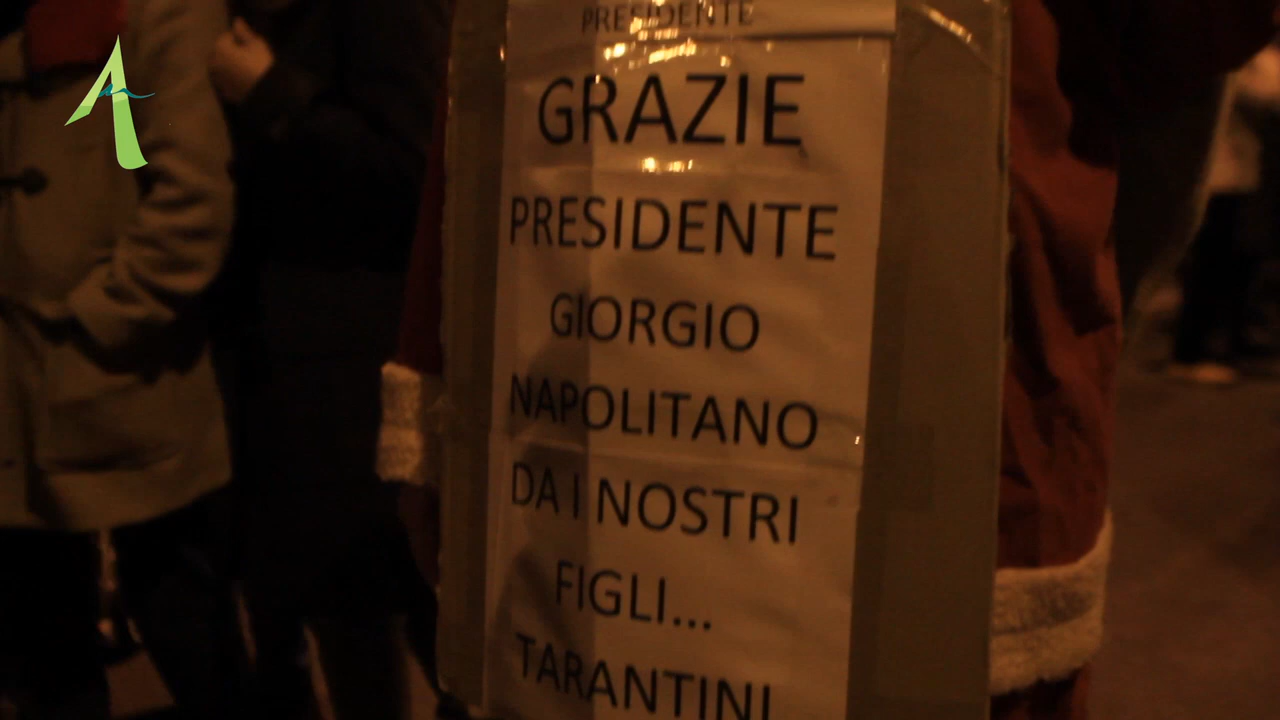 PRESIDENTE
GRAZIE
PRESIDENTE
GIORGIO
NAPOLITANO
DA I NOSTRI
FIGLI...
TARANTINI